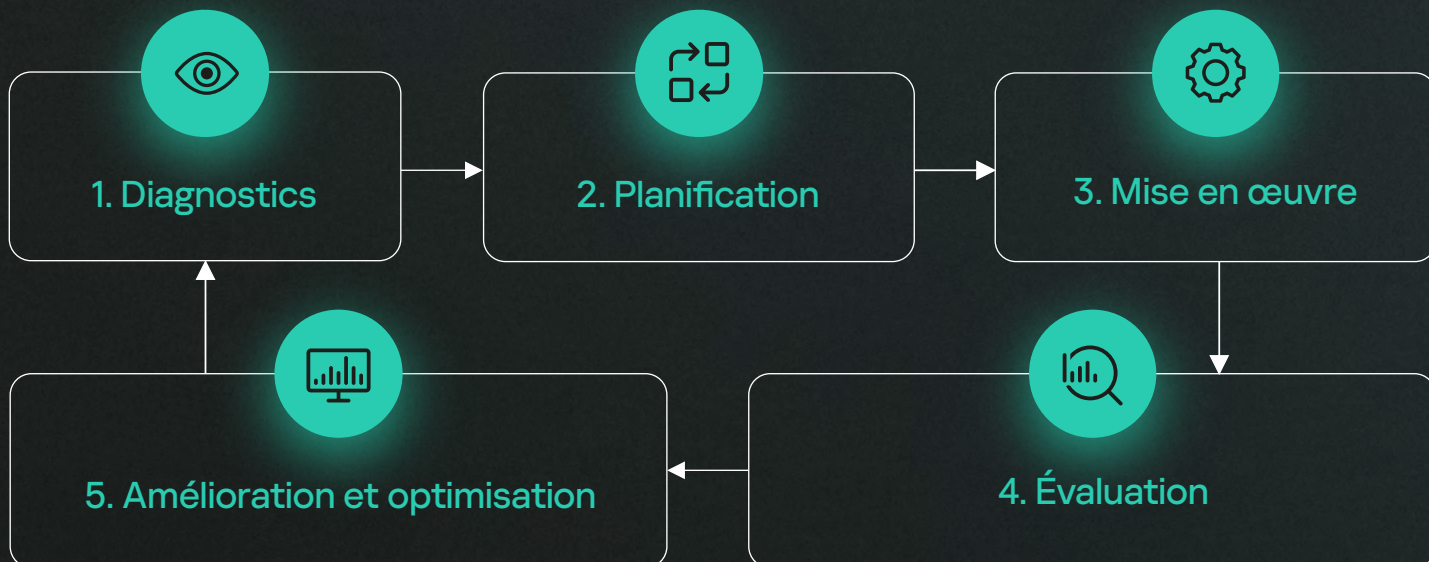 1. Diagnostics
2. Planification
3. Mise en œuvre
5. Amélioration et optimisation
4. Évaluation